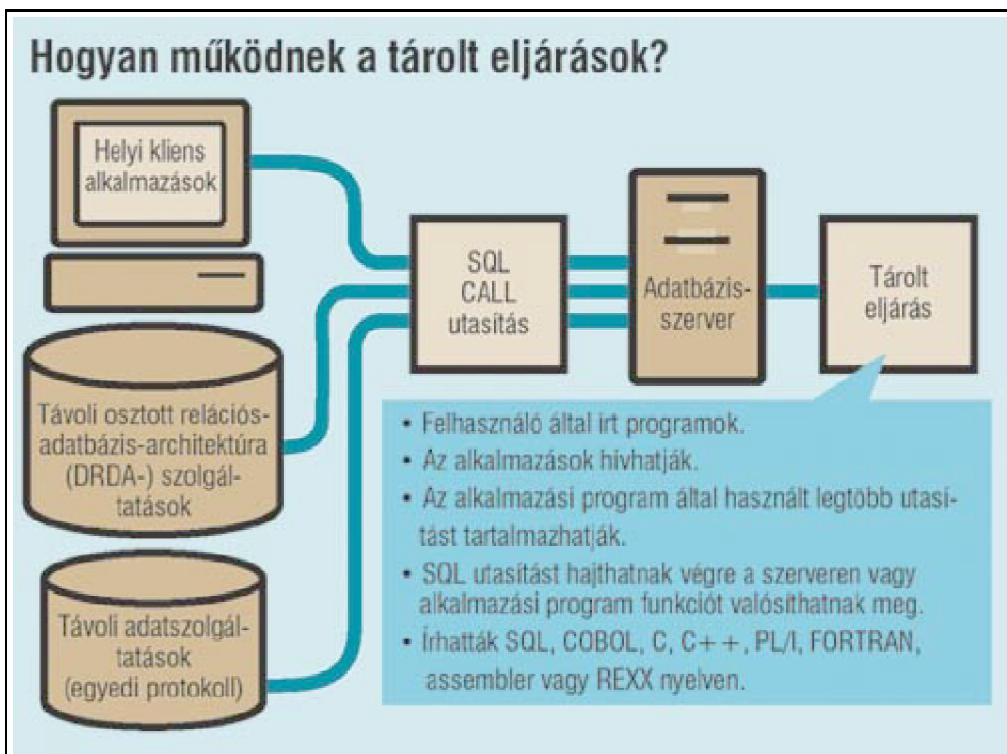 Hogyan működnek a tárolt eljárások?
Helyi kliens
alkalmazások
SQL
CALL
utasítás
Adatbázis-
szerver
Tárolt
eljárás
Távoli osztott relációs-
adatbázis-architektúra
(DRDA-) szolgál-
tatások
Távoli adatszolgál-
tatások
(egyedi protokoll)
• Felhasználó által írt programok.
• Az alkalmazások hívhatják.
• Az alkalmazási program által használt legtöbb utasí-
tást tartalmazhatják.
• SQL utasítást hajthatnak végre a szerveren vagy
alkalmazási program funkciót valósíthatnak meg.
• Írhatták SQL, COBOL, C, C++, PL/I, FORTRAN,
assembler vagy REXX nyelven.